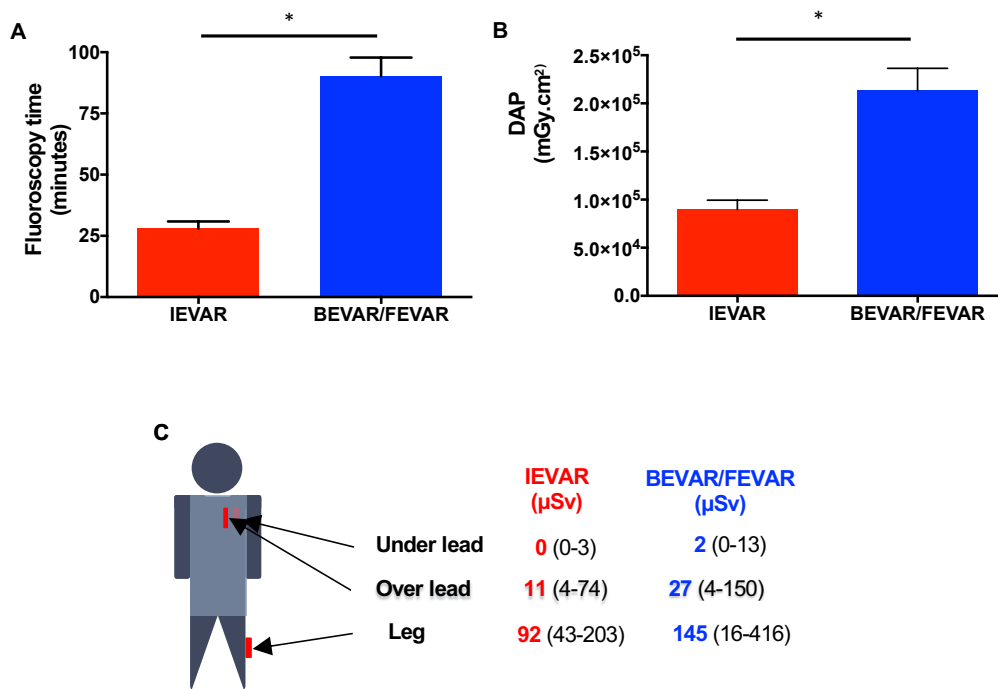 A
*
Fluoroscopy time
(minutes)
100
75
50
25
0
IEVAR
BEVAR/FEVAR
B
*
DAP
(mGy.cm²⁾
2.5×10⁵
2.0×10⁵
1.0×10⁵
5.0×10⁴
0.0
IEVAR
BEVAR/FEVAR
C
IEVAR BEVAR/FEVAR
(µSv) (µSv)
Under lead 0 (0-3) 2 (0-13)
Over lead 11 (4-74) 27 (4-150)
Leg 92 (43-203) 145 (16-416)